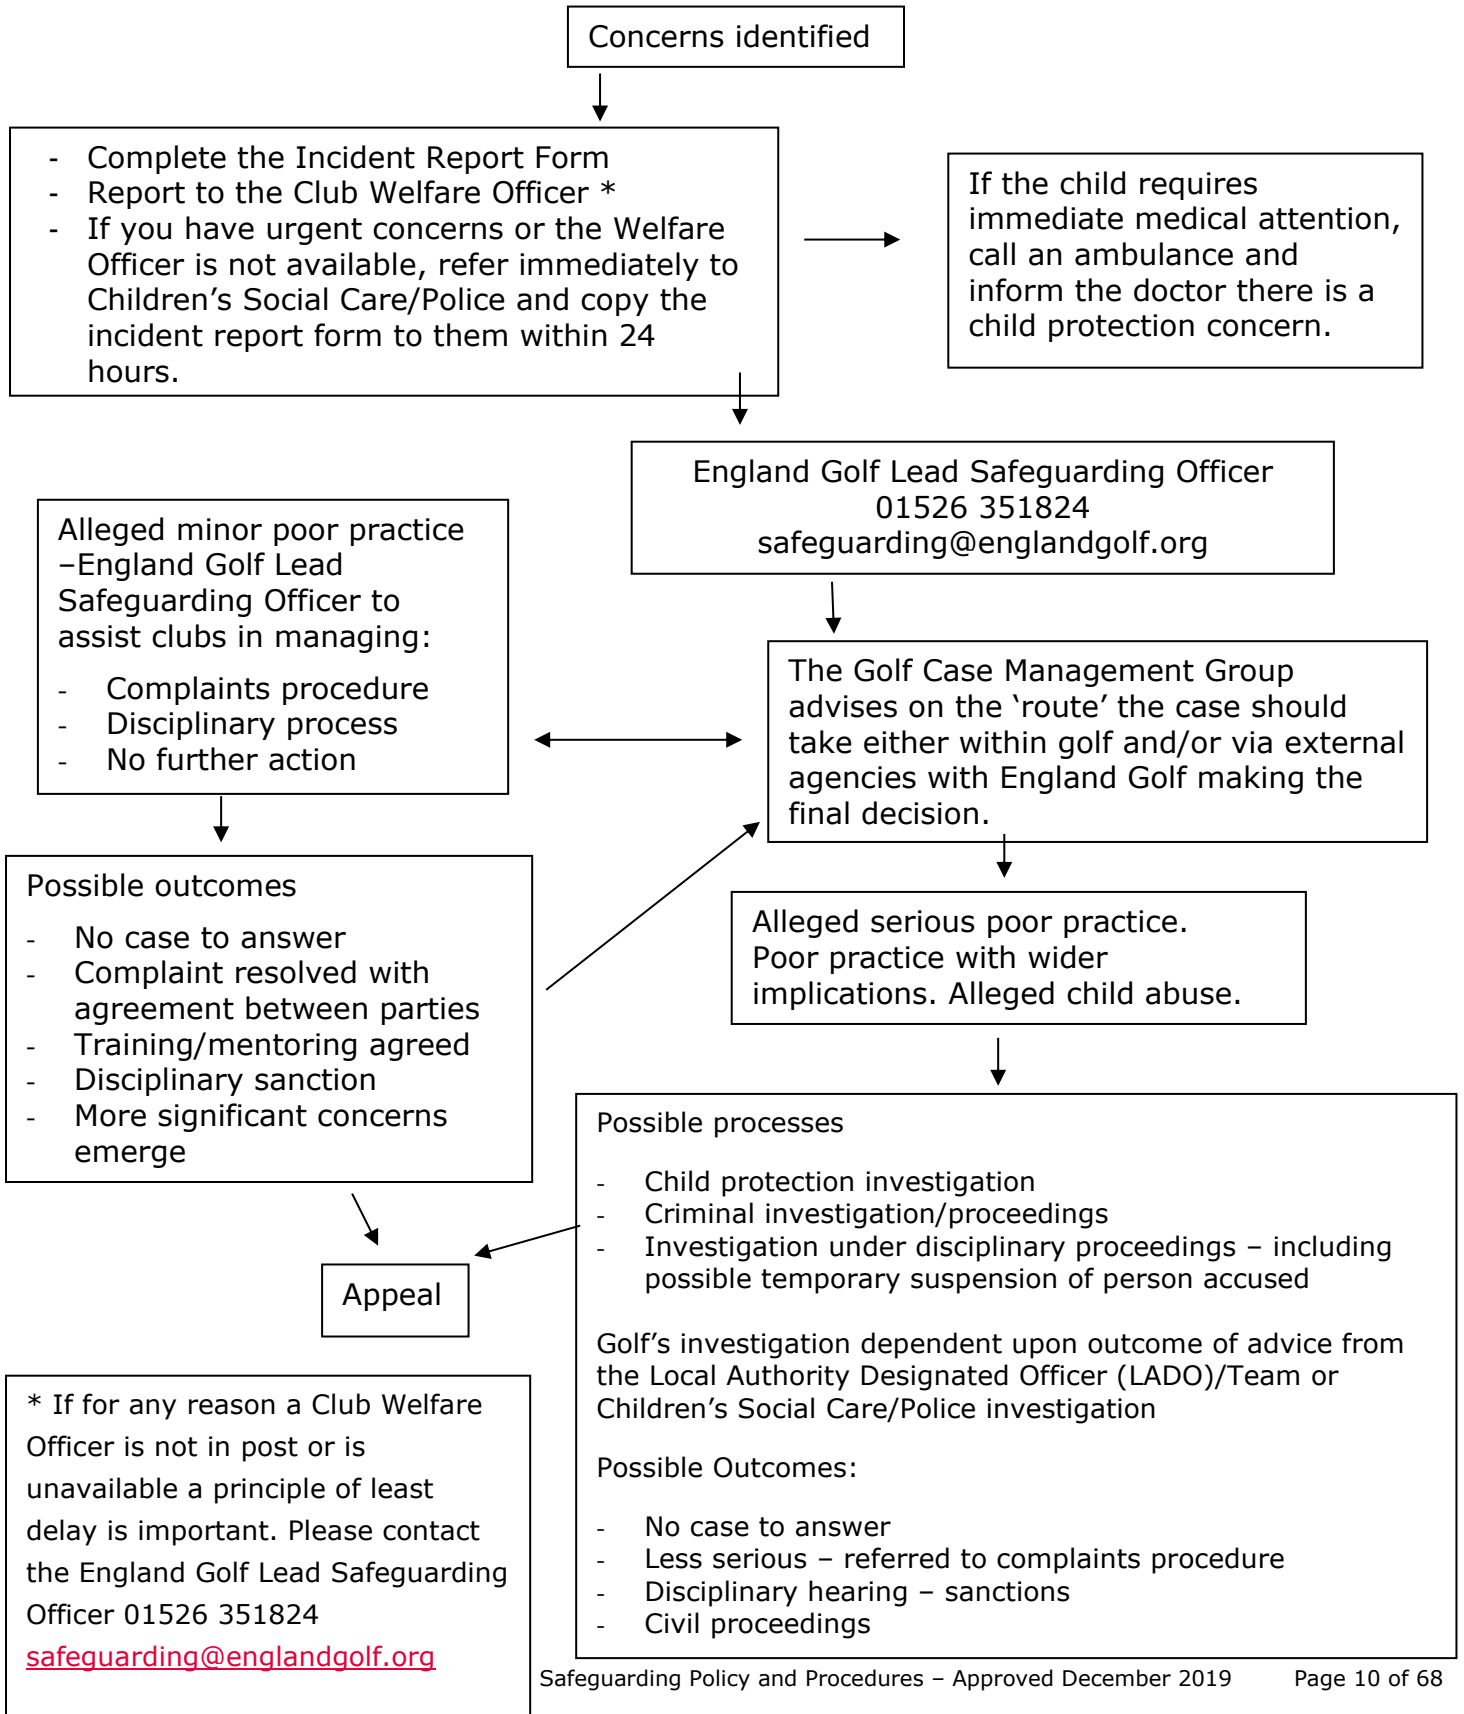 Concerns identified
- Complete the Incident Report Form
- Report to the Club Welfare Officer *
- If you have urgent concerns or the Welfare
Officer is not available, refer immediately to
Children’s Social Care/Police and copy the
incident report form to them within 24
hours.
If the child requires
immediate medical attention,
call an ambulance and
inform the doctor there is a
child protection concern.
England Golf Lead Safeguarding Officer
01526 351824
safeguarding@englandgolf.org
Alleged minor poor practice
–England Golf Lead
Safeguarding Officer to
assist clubs in managing:
- Complaints procedure
- Disciplinary process
- No further action
The Golf Case Management Group
advises on the ‘route’ the case should
take either within golf and/or via external
agencies with England Golf making the
final decision.
Possible outcomes
- No case to answer
- Complaint resolved with
agreement between parties
- Training/mentoring agreed
- Disciplinary sanction
- More significant concerns
emerge
Alleged serious poor practice.
Poor practice with wider
implications. Alleged child abuse.
Possible processes
- Child protection investigation
- Criminal investigation/proceedings
- Investigation under disciplinary proceedings – including
possible temporary suspension of person accused
Golf’s investigation dependent upon outcome of advice from
the Local Authority Designated Officer (LADO)/Team or
Children’s Social Care/Police investigation
Possible Outcomes:
- No case to answer
- Less serious – referred to complaints procedure
- Disciplinary hearing – sanctions
- Civil proceedings
Appeal
* If for any reason a Club Welfare
Officer is not in post or is
unavailable a principle of least
delay is important. Please contact
the England Golf Lead Safeguarding
Officer 01526 351824
safeguarding@englandgolf.org
Safeguarding Policy and Procedures – Approved December 2019 Page 10 of 68